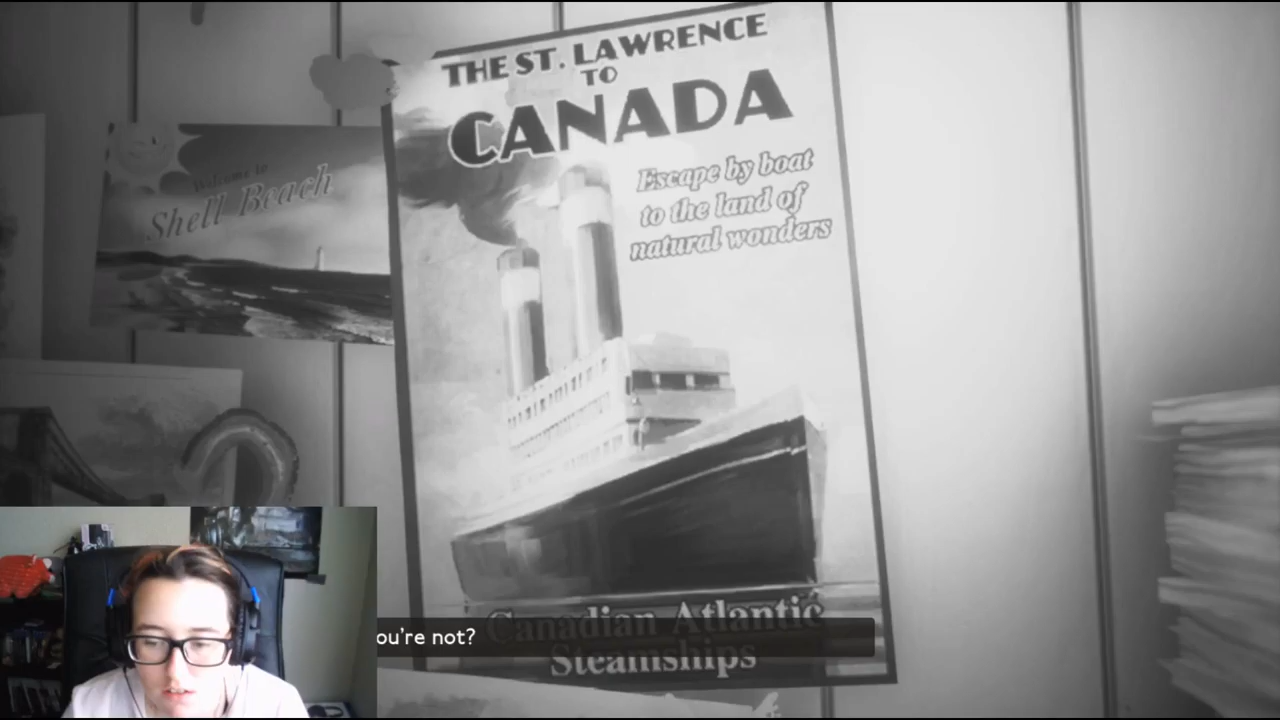 THE ST. LAWRENCE
TO
CANADA
Escape by boat
to the land of
natural wonders
Welcome to
Shell Beach
ou're not?
Canadian Atlantic
Steamships